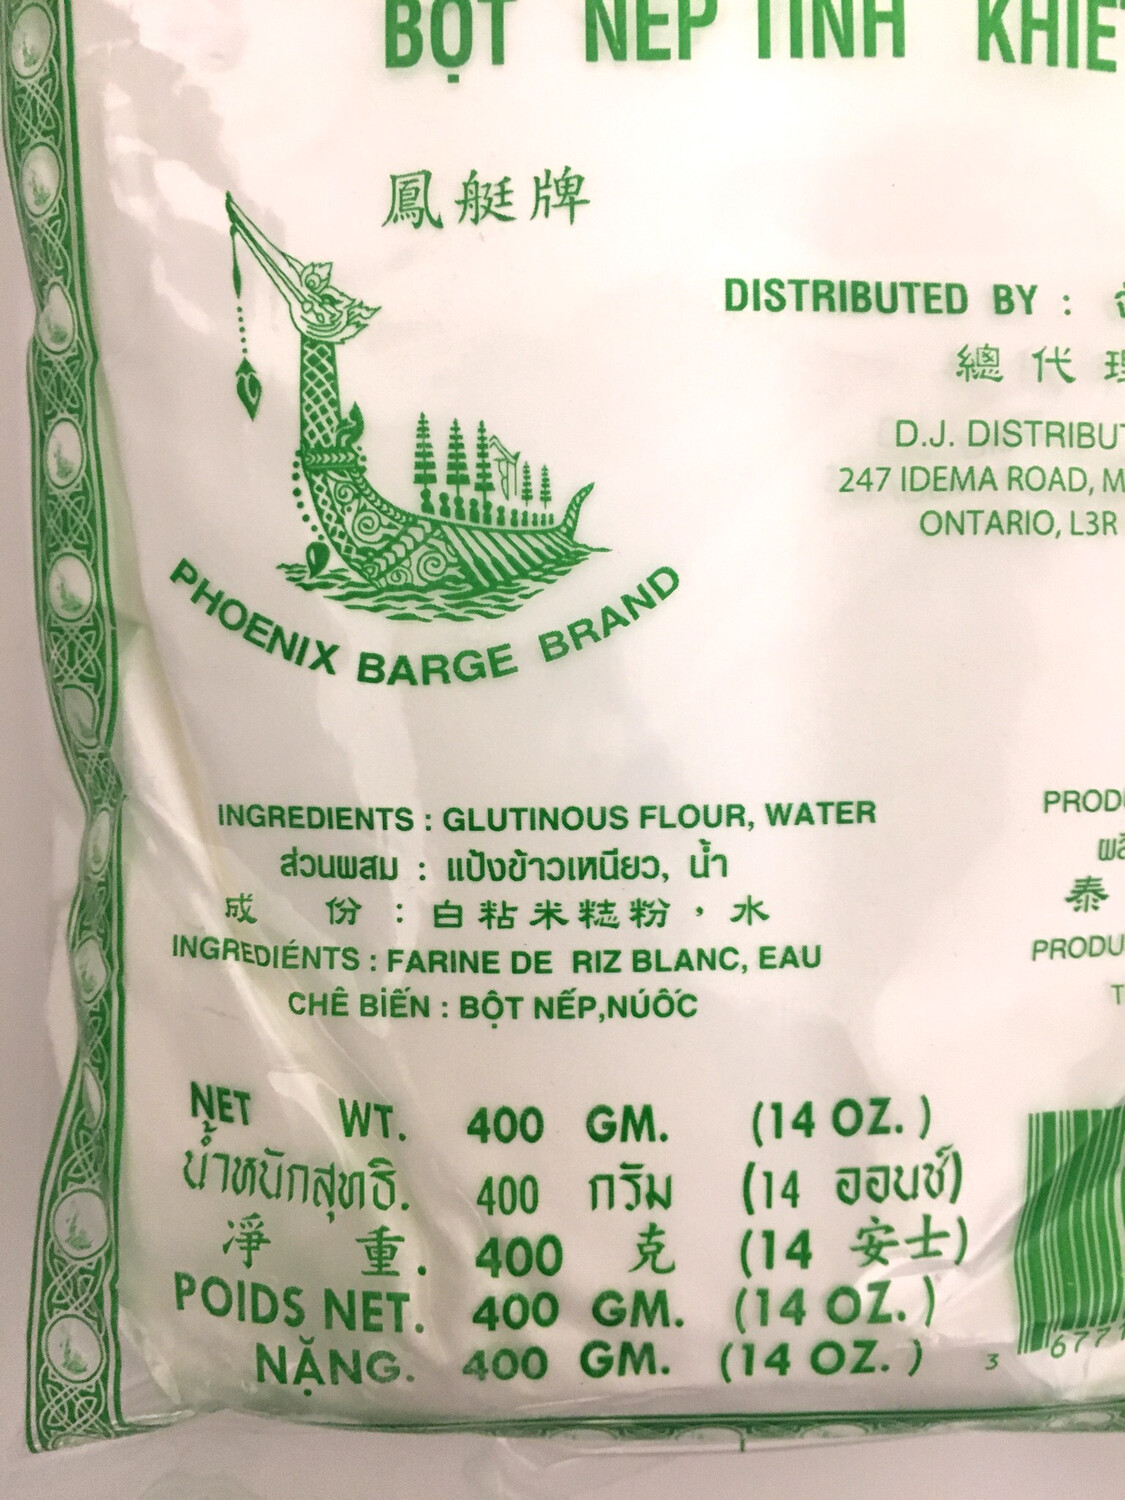 BỘT NẾP TINH
鳳艇牌
DISTRIBUTED BY :
總代理
D.J.
247 IDEMA ROAD,
ONTARIO, L3R
PHOENIX BARGE BRAND
INGREDIENTS : GLUTINOUS FLOUR, WATER
ส่วนผสม : แป้งข้าวเหนียว, น้ำ
成份 : 白粘米糕粉，水
INGREDIÉNTS : FARINE DE RIZ BLANC, EAU
CHÊ BIẾN : BỘT NẾP,NÚÔC
泰
NET WT. 400 GM. (14 OZ. )
น้ำหนักสุทธิ. 400 กรัม (14 ออนซ์)
淨重. 400 克 (14 安士)
POIDS NET. 400 GM. (14 OZ. )
NẶNG. 400 GM. (14 OZ. )
3 677